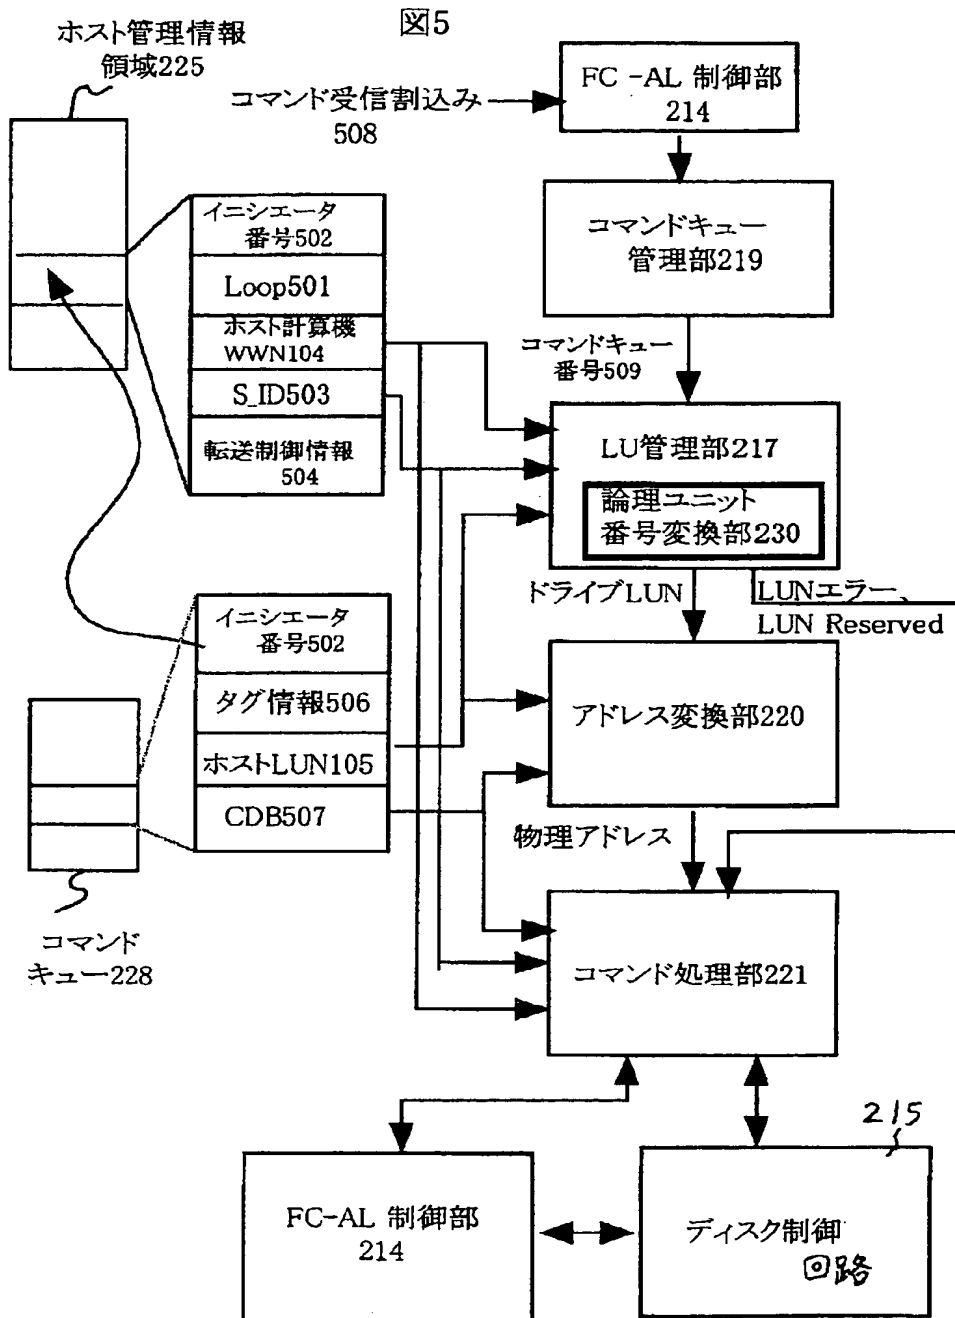 図5
ホスト管理情報
領域225
FC -AL 制御部
214
コマンド受信割込み
508
コマンドキュー
管理部219
イニシエータ
番号502
Loop501
ホスト計算機
WWN104
S_ID503
転送制御情報
504
コマンドキュー
番号509
LU管理部217
論理ユニット
番号変換部230
ドライブLUN
LUNエラー、
LUN Reserved
イニシエータ
番号502
タグ情報506
ホストLUN105
CDB507
アドレス変換部220
物理アドレス
コマンド
キュー228
コマンド処理部221
215
FC-AL 制御部
214
ディスク制御
回路